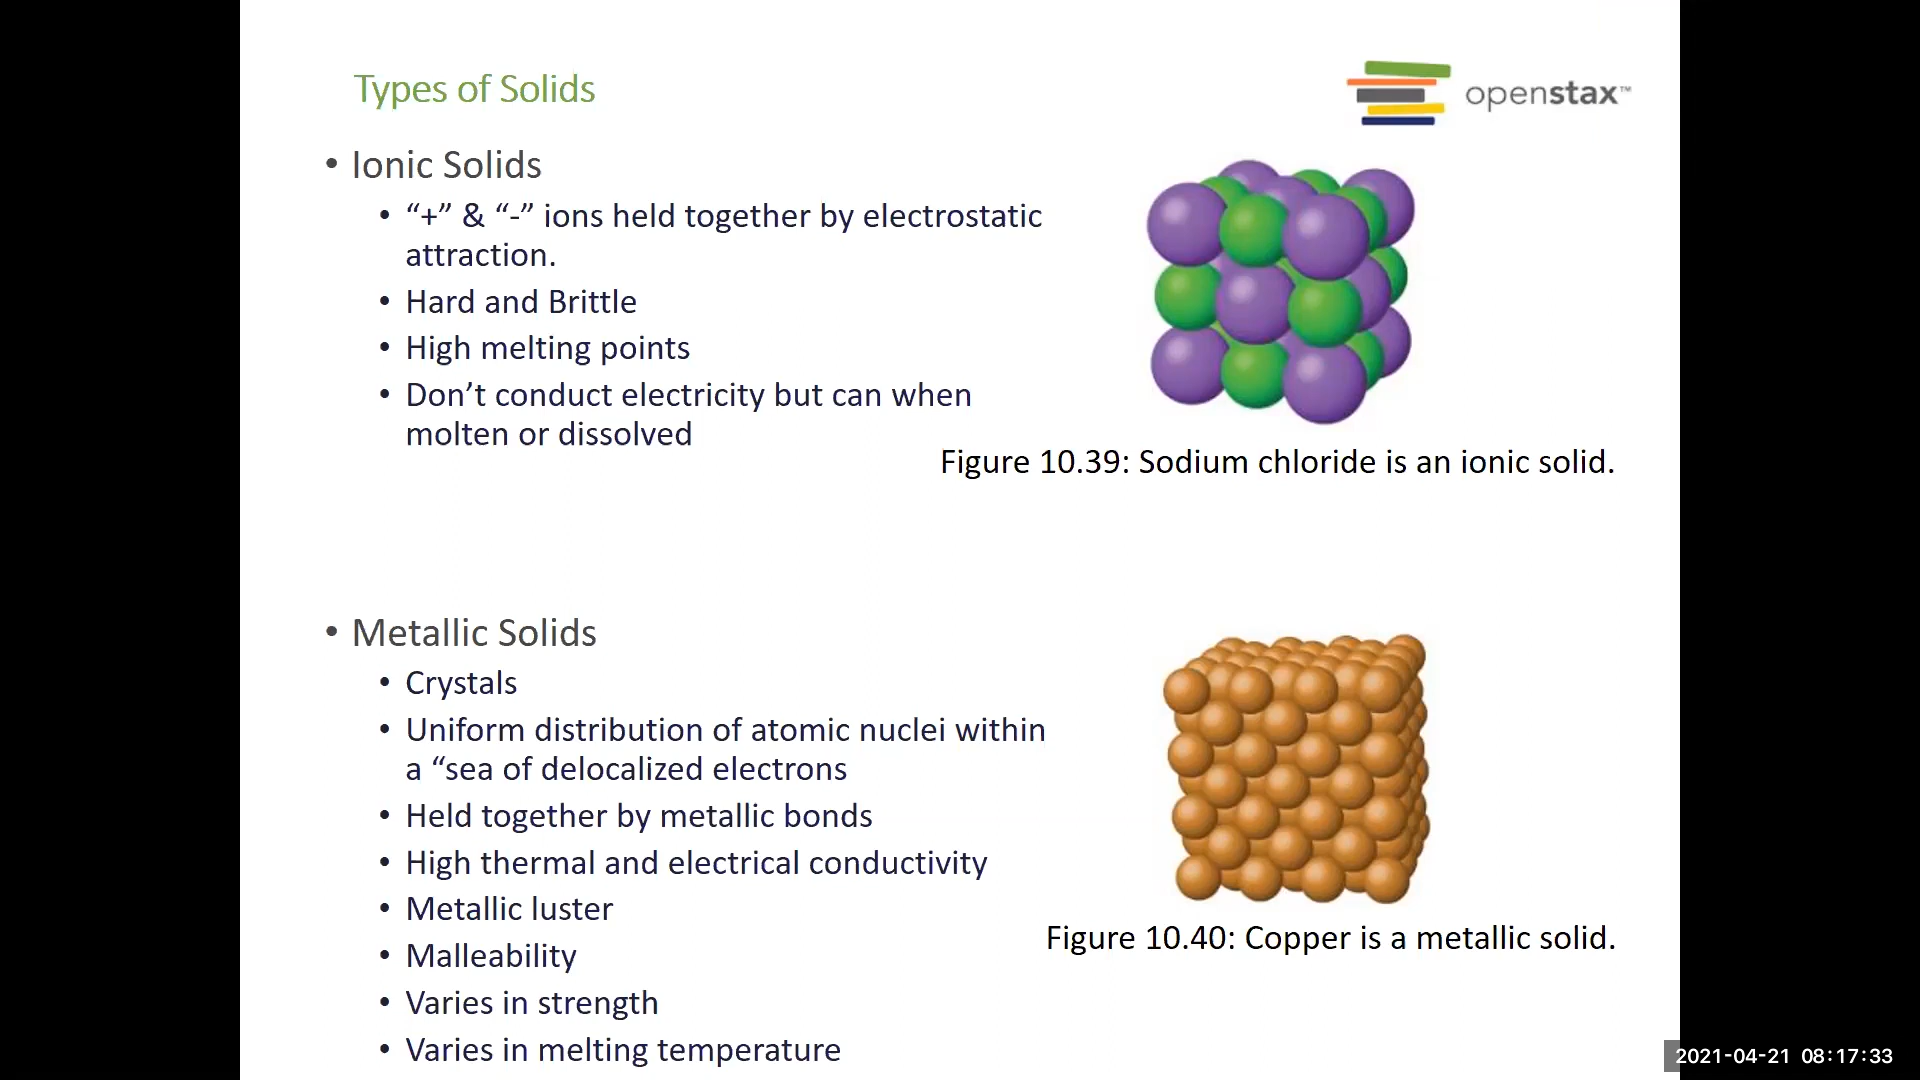 Types of Solids
openstax™
• Ionic Solids
• “+” & “-” ions held together by electrostatic
attraction.
• Hard and Brittle
• High melting points
• Don’t conduct electricity but can when
molten or dissolved
Figure 10.39: Sodium chloride is an ionic solid.
• Metallic Solids
• Crystals
• Uniform distribution of atomic nuclei within
a “sea of delocalized electrons
• Held together by metallic bonds
• High thermal and electrical conductivity
• Metallic luster
• Malleability
• Varies in strength
• Varies in melting temperature
Figure 10.40: Copper is a metallic solid.
2021-04-21 08:17:33